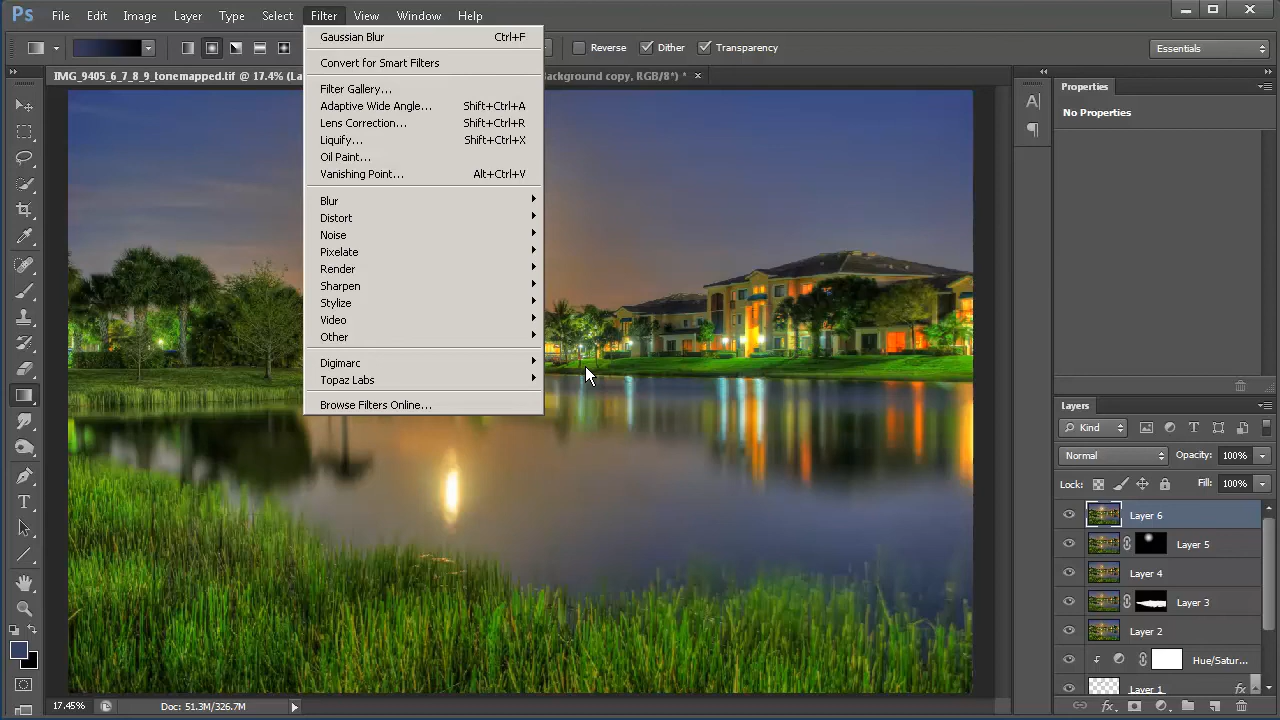 Ps File Edit Image Layer Type Select Filter View Window Help
Reverse Dither Transparency Essentials
IMG_9405_6_7_8_9_tonemapped.tif @ 17.4% (La Background copy, RGB/8*) * ×
Gaussian Blur Ctrl+F
Convert for Smart Filters
Filter Gallery...
Adaptive Wide Angle... Shift+Ctrl+A
Lens Correction... Shift+Ctrl+R
Liquify... Shift+Ctrl+X
Oil Paint...
Vanishing Point... Alt+Ctrl+V
Blur
Distort
Noise
Pixelate
Render
Sharpen
Stylize
Video
Other
Digimarc
Topaz Labs
Browse Filters Online...
Properties
No Properties
Layers
Kind
Normal Opacity: 100%
Lock: Fill: 100%
Layer 6
Layer 5
Layer 4
Layer 3
Layer 2
Hue/Satur...
Layer 1 fx
17.45% Doc: 51.3M/326.7M